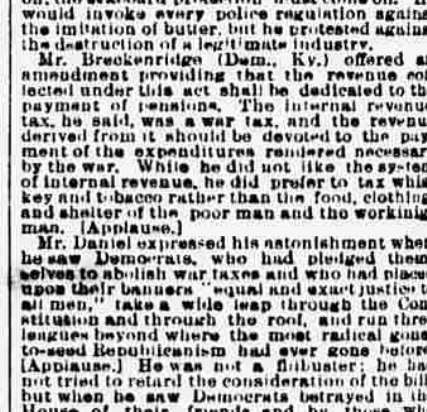 would invoke every police regulation agains
the imitation of butter, but he protested agains
the destruction of a legitimate industry.
Mr. Breckenridge (Dem., Ky.) offered a
amendment providing that the revenue col
lected under this act shall be dedicated to th
payment of pensions. The internal revenue
tax, he said, was a war tax, and the revenu
derived from it should be devoted to the pay
ment of the expenditures rendered necessar
by the war. While he did not like the system
of internal revenue, he did prefer to tax whis
key and tobacco rather than the food, clothing
and shelter of the poor man and the working
man. [Applause.]
Mr. Daniel expressed his astonishment when
he saw Democrats, who had pledged them
selves to abolish war taxes and who had place
upon their banners "equal and exact justice t
all men," take a wide leap through the Con
stitution and through the roof, and run thre
leagues beyond where the most radical gone
to-seed Republicanism had ever gone before
[Applause.] He was not a filibuster; he ha
not tried to retard the consideration of the bill
but when he saw Democrats betrayed in th
House of their friends and by those wh